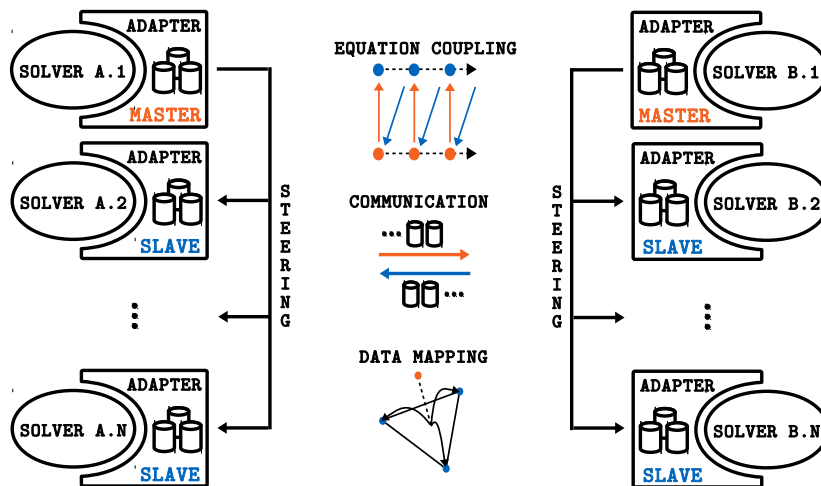 ADAPTER
SOLVER A.1
MASTER
ADAPTER
SOLVER A.2
SLAVE
ADAPTER
SOLVER A.N
SLAVE
STEERING
EQUATION COUPLING
COMMUNICATION
DATA MAPPING
STEERING
ADAPTER
SOLVER B.1
MASTER
ADAPTER
SOLVER B.2
SLAVE
ADAPTER
SOLVER B.N
SLAVE